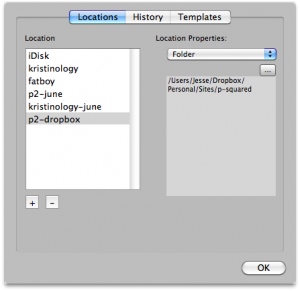 Locations History Templates
Location
Location Properties:
iDisk
kristinology
fatboy
p2-june
kristinology-june
p2-dropbox
Folder
...
/Users/Jesse/Dropbox/
Personal/Sites/p-squared
+ -
OK